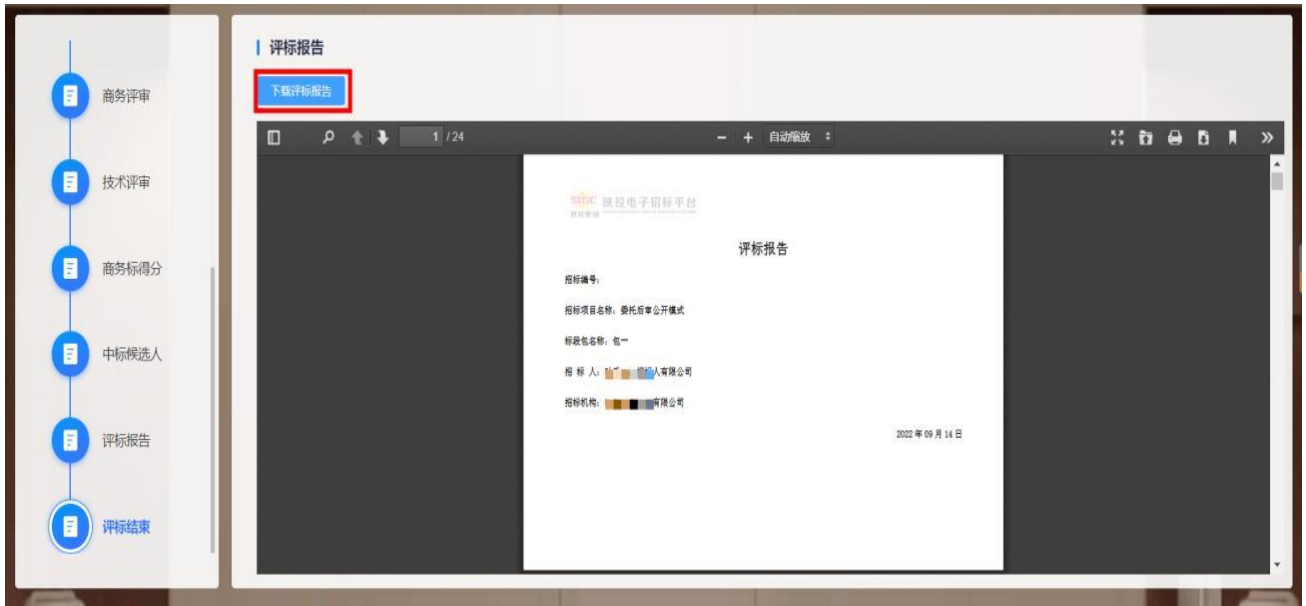 商务评审
技术评审
商务标得分
中标候选人
评标报告
评标结束
评标报告
下载评标报告
1 / 24
自动缩放
SIGC 陕投电子招标平台
评标报告
招标编号：
招标项目名称：委托后审公开模式
标段包名称：包一
招 标 人：人有限公司
招标机构：有限公司
2022 年 09 月 14 日